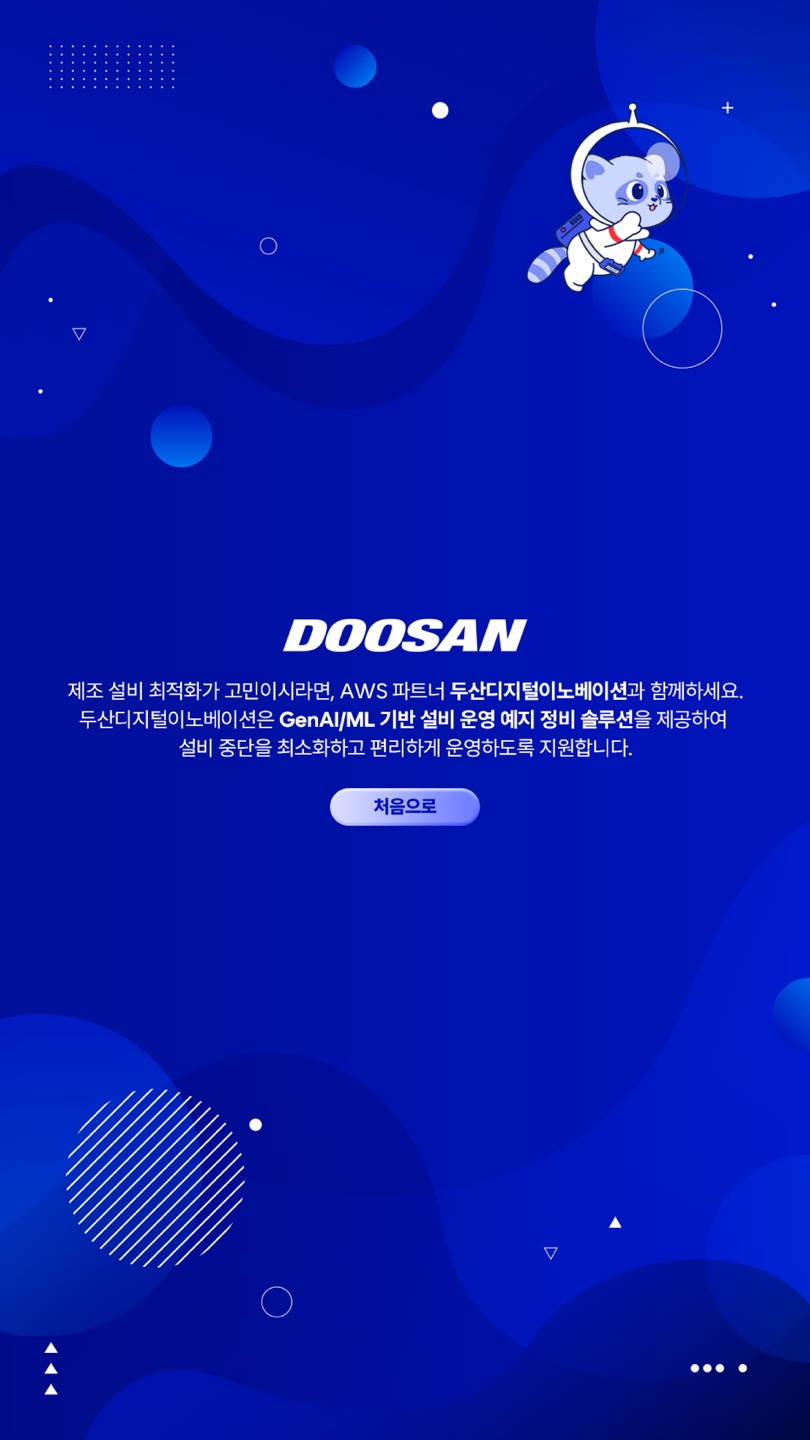 DOOSAN
제조 설비 최적화가 고민이시라면, AWS 파트너 두산디지털이노베이션과 함께하세요.
두산디지털이노베이션은 GenAI/ML 기반 설비 운영 예지 정비 솔루션을 제공하여
설비 중단을 최소화하고 편리하게 운영하도록 지원합니다.
처음으로